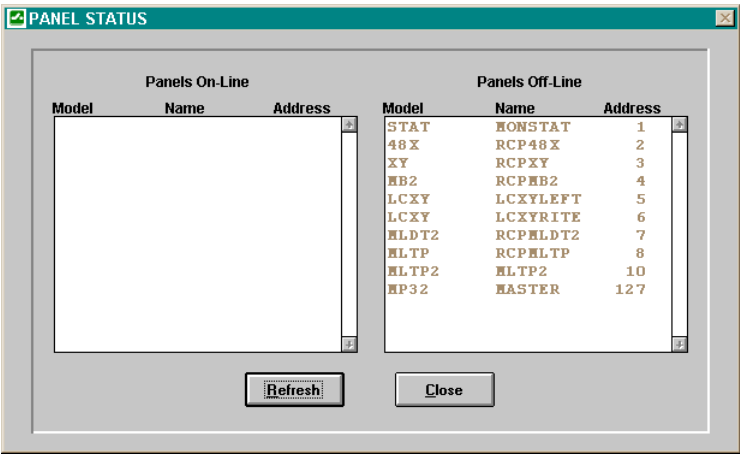 PANEL STATUS
Panels On-Line
Model Name Address
Panels Off-Line
Model Name Address
STAT MONSTAT 1
48X RCP48X 2
XY RCPXY 3
MB2 RCPMB2 4
LCXY LCXYLEFT 5
LCXY LCXYRITE 6
MLDT2 RCPMLDT2 7
MLTP RCPMLTP 8
MLTP2 MLTP2 10
MP32 MASTER 127
Refresh Close